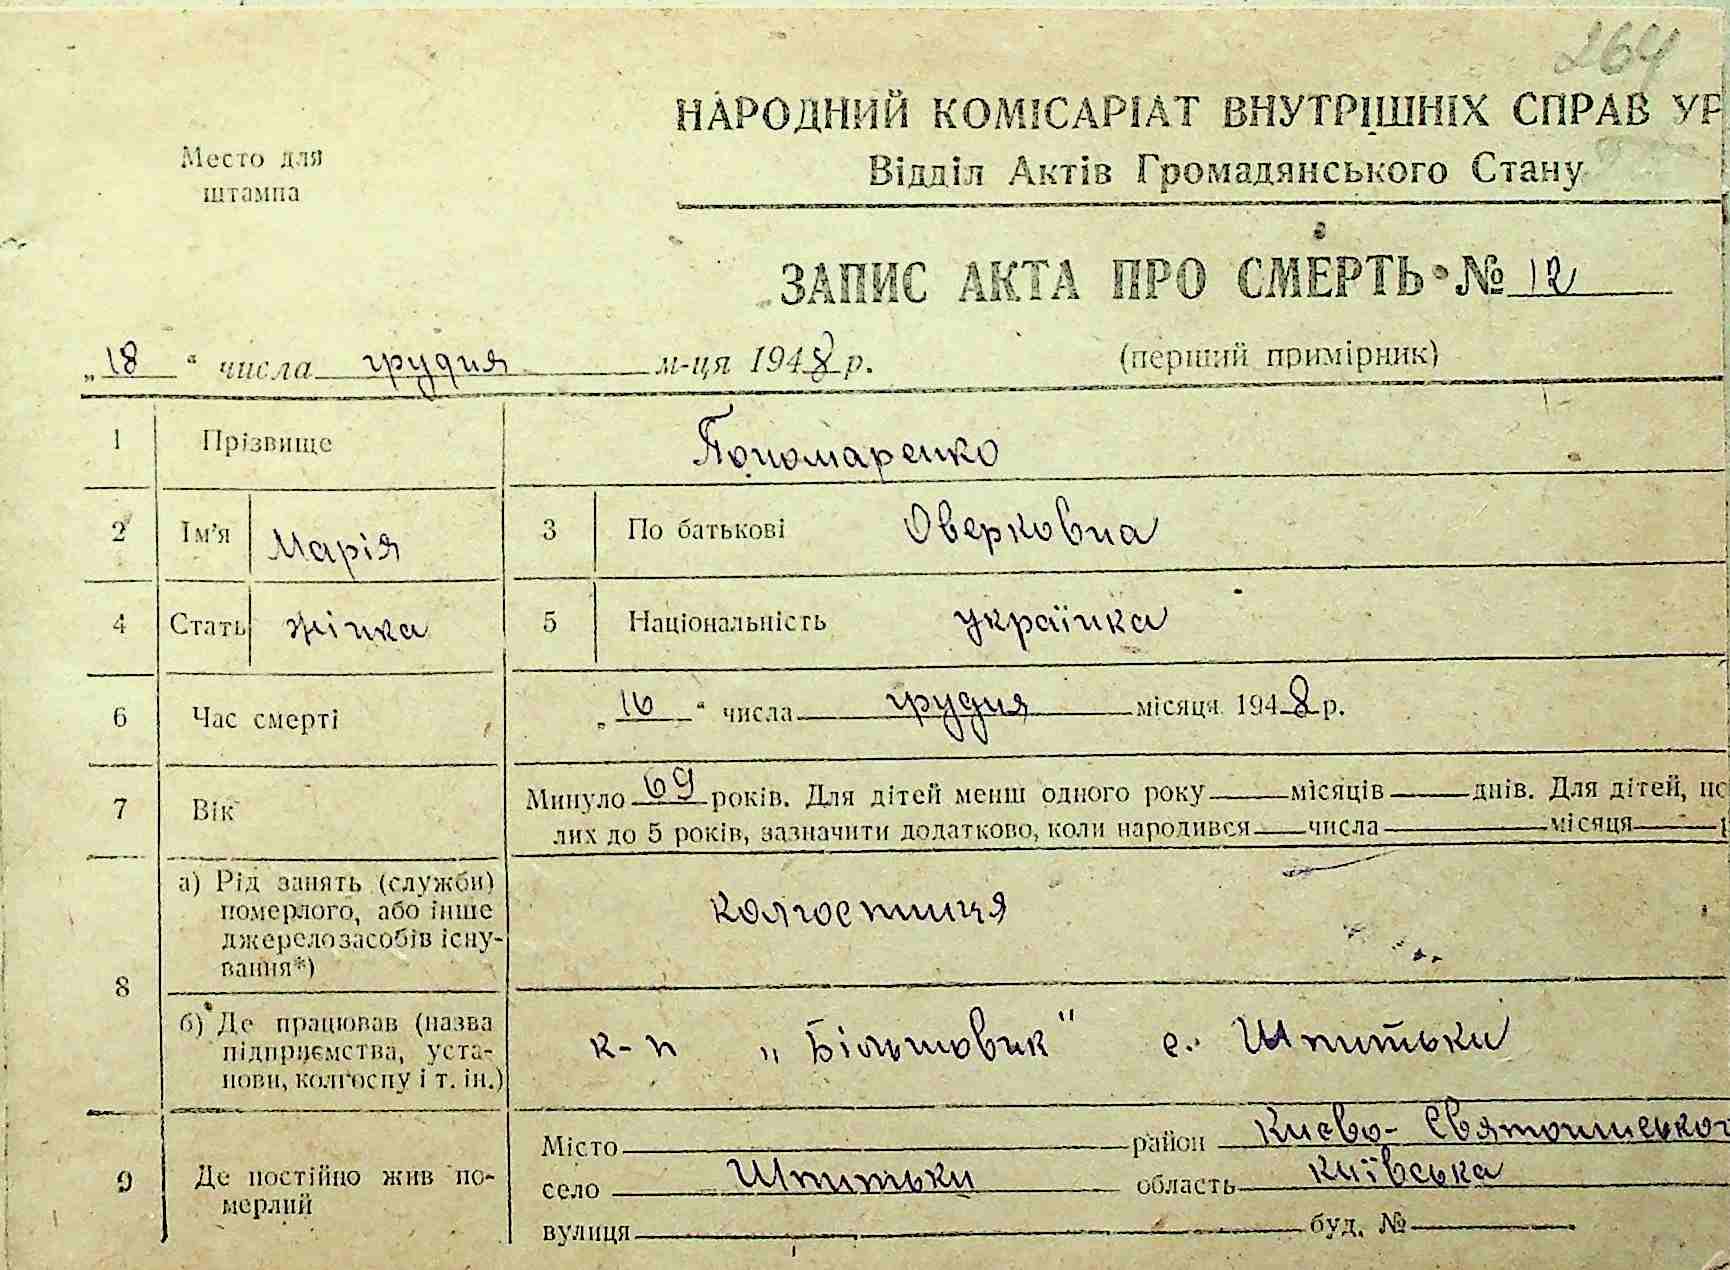 264
НАРОДНИЙ КОМІСАРІАТ ВНУТРІШНІХ СПРАВ УР
Место для
штампа
Відділ Актів Громадянського Стану
ЗАПИС АКТА ПРО СМЕРТЬ № 12
„18“ числа грудня м-ця 1948 р. (перший примірник)
1 Прізвище Пономаренко
2 Ім'я Марія 3 По батькові Оверковна
4 Стать жінка 5 Національність українка
6 Час смерті „16“ числа грудня місяця 1948 р.
7 Вік Минуло 69 років. Для дітей менш одного року місяців днів. Для дітей, по
лих до 5 років, зазначити додатково, коли народився числа місяця
8 а) Рід занять (служби)
померлого, або інше
джерело засобів існу-
вання*)
колгостниця
б) Де працював (назва
підприємства, уста-
нови, колгоспу і т. ін.)
к-п „Більшовик" с. Шпитьки
9 Де постійно жив по-
мерлий
Місто район Києво-Святошиського
село Шпитьки область київська
вулиця буд. №